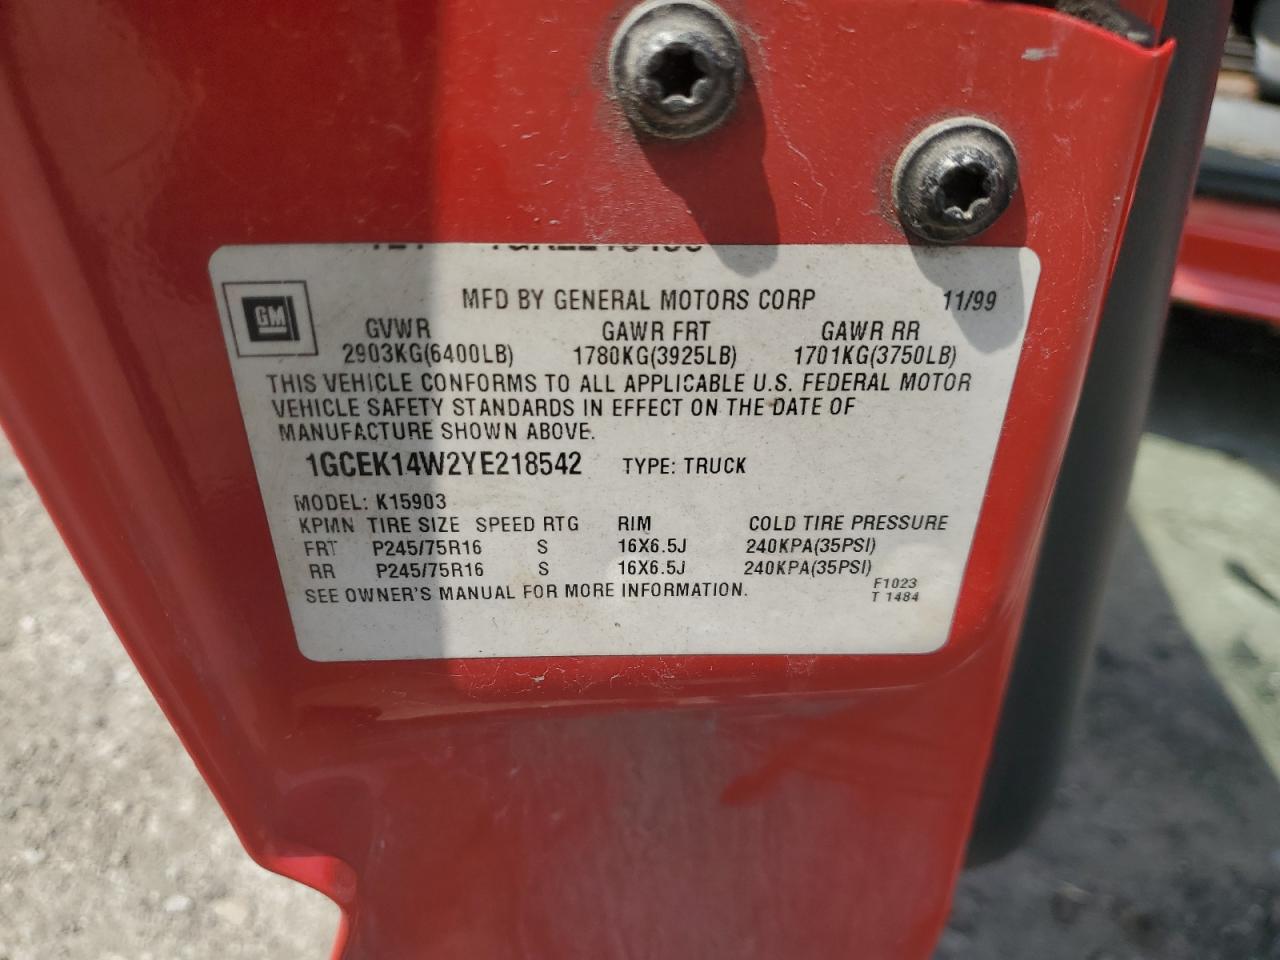 GM
MFD BY GENERAL MOTORS CORP 11/99
GVWR GAWR FRT GAWR RR
2903KG(6400LB) 1780KG(3925LB) 1701KG(3750LB)
THIS VEHICLE CONFORMS TO ALL APPLICABLE U.S. FEDERAL MOTOR
VEHICLE SAFETY STANDARDS IN EFFECT ON THE DATE OF
MANUFACTURE SHOWN ABOVE.
1GCEK14W2YE218542 TYPE: TRUCK
MODEL: K15903
KPMN TIRE SIZE SPEED RTG RIM COLD TIRE PRESSURE
FRT P245/75R16 S 16X6.5J 240KPA(35PSI)
RR P245/75R16 S 16X6.5J 240KPA(35PSI)
SEE OWNER'S MANUAL FOR MORE INFORMATION.
F1023
T 1484